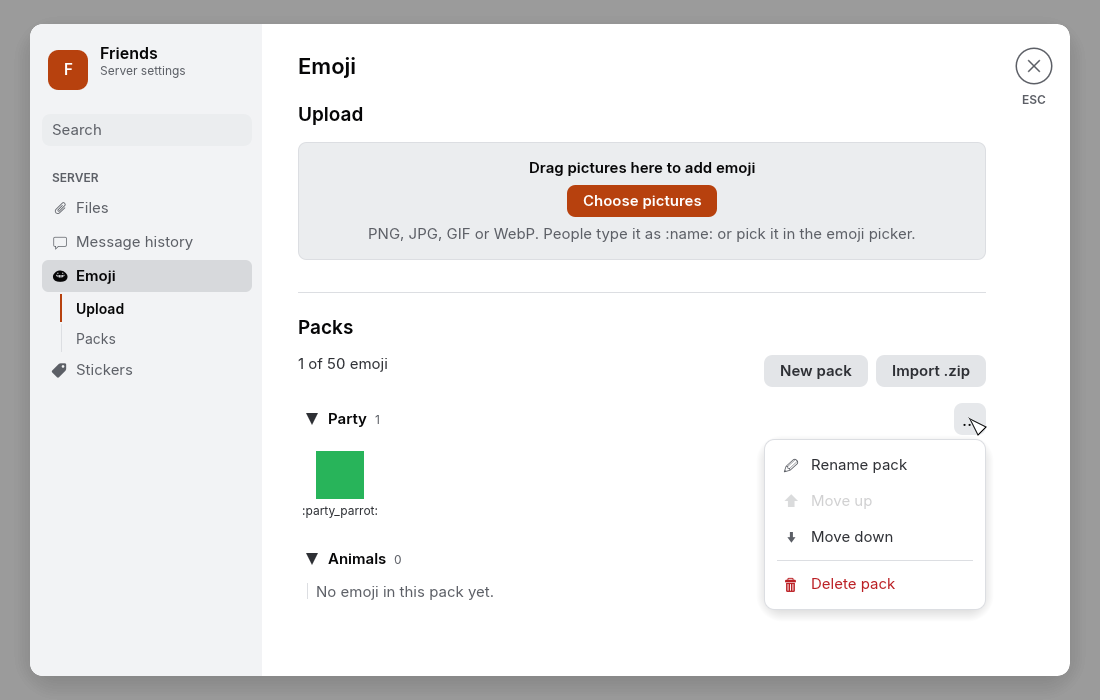 F
Friends
Server settings
Search
SERVER
Files
Message history
Emoji
Upload
Packs
Stickers
Emoji
ESC
Upload
Drag pictures here to add emoji
Choose pictures
PNG, JPG, GIF or WebP. People type it as :name: or pick it in the emoji picker.
Packs
1 of 50 emoji
New pack
Import .zip
Party 1
:party_parrot:
Rename pack
Move up
Move down
Delete pack
Animals 0
No emoji in this pack yet.